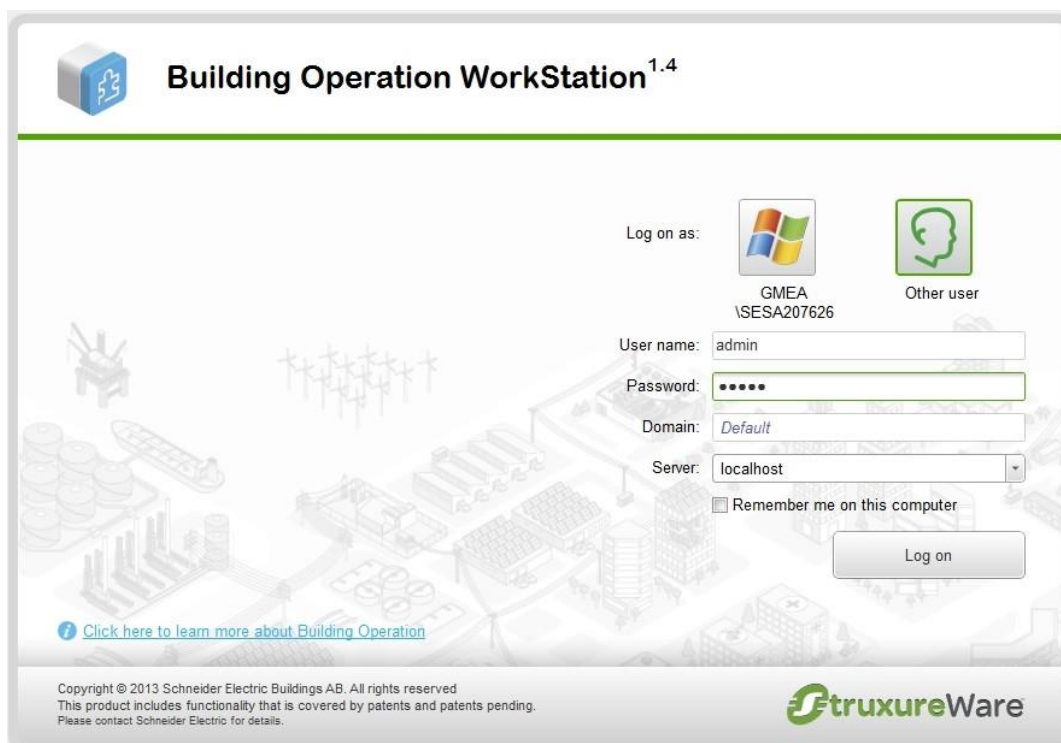 Building Operation WorkStation 1.4
Log on as:
GMEA
\SESA207626
Other user
User name: admin
Password: •••••
Domain: Default
Server: localhost
Remember me on this computer
Log on
Click here to learn more about Building Operation
Copyright © 2013 Schneider Electric Buildings AB. All rights reserved
This product includes functionality that is covered by patents and patents pending.
Please contact Schneider Electric for details.
StruxureWare